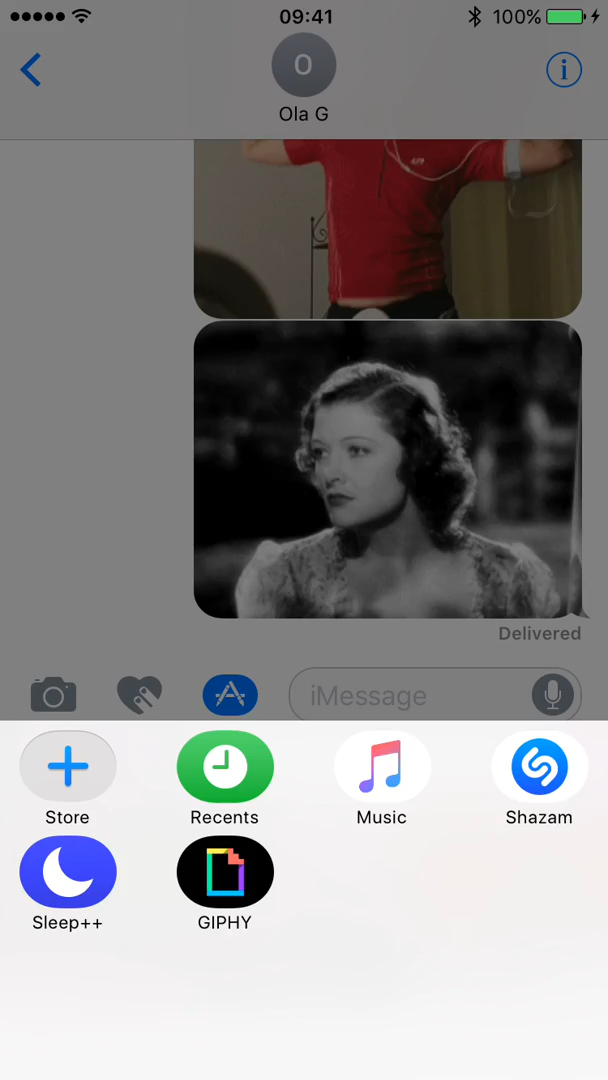 09:41
100%
O
Ola G
Delivered
iMessage
Store
Recents
Music
Shazam
Sleep++
GIPHY